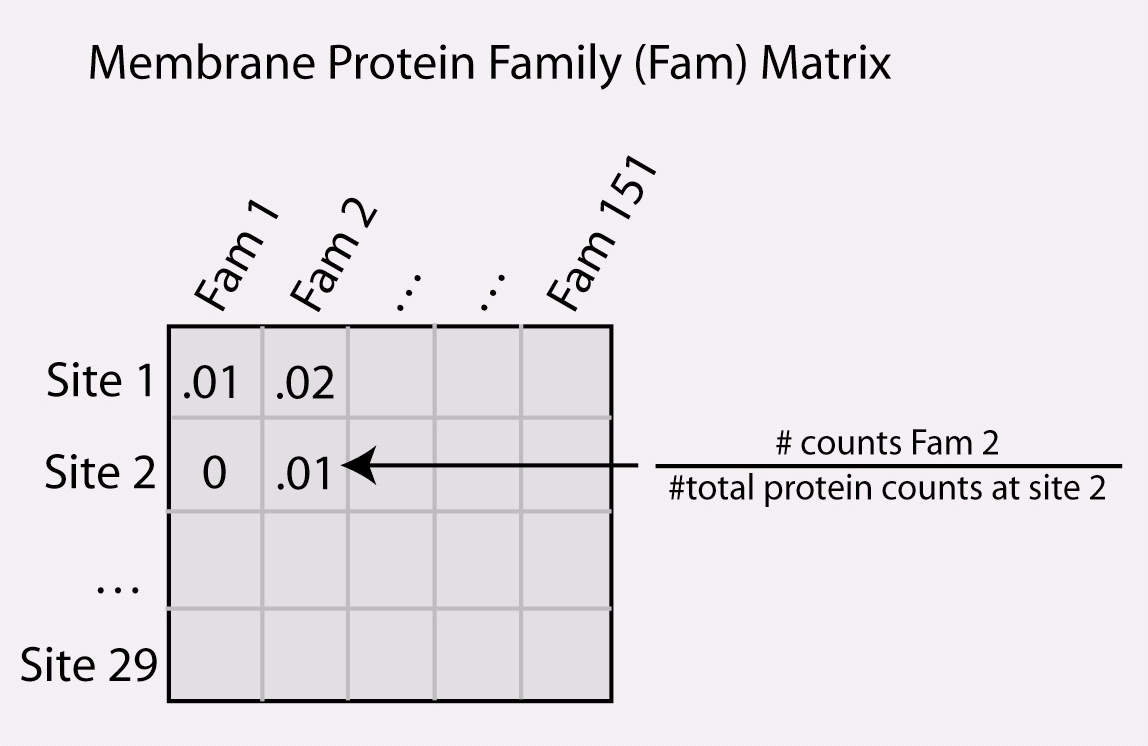 Membrane Protein Family (Fam) Matrix
Fam 1 Fam 2 ... ... Fam 151
Site 1 .01 .02
Site 2 0 .01
# counts Fam 2
#total protein counts at site 2
...
Site 29